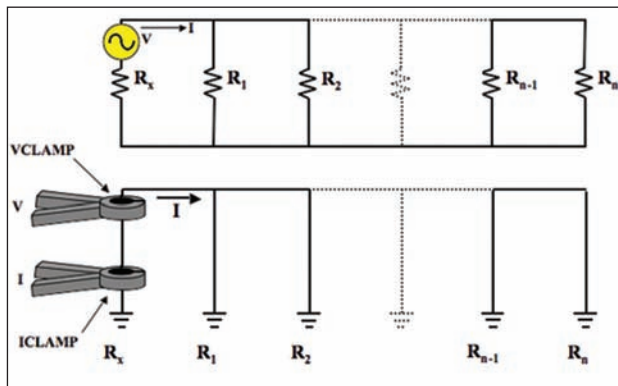 V I
Rx R1 R2 Rn-1 Rn
VCLAMP
V
I
I
ICLAMP
Rx R1 R2 Rn-1 Rn